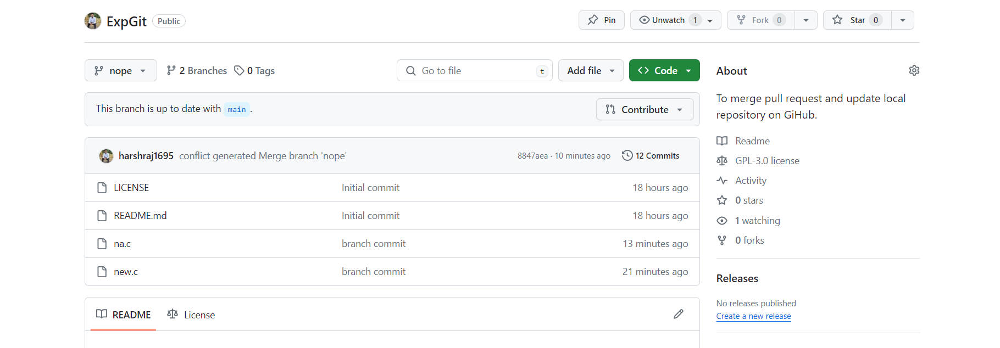 ExpGit Public Pin Unwatch 1 Fork 0 Star 0
nope 2 Branches 0 Tags Go to file t Add file Code
This branch is up to date with main. Contribute
harshraj1695 conflict generated Merge branch 'nope' 8847aea · 10 minutes ago 12 Commits
LICENSE Initial commit 18 hours ago
README.md Initial commit 18 hours ago
na.c branch commit 13 minutes ago
new.c branch commit 21 minutes ago
README License
About
To merge pull request and update local
repository on GiHub.
Readme
GPL-3.0 license
Activity
0 stars
1 watching
0 forks
Releases
No releases published
Create a new release